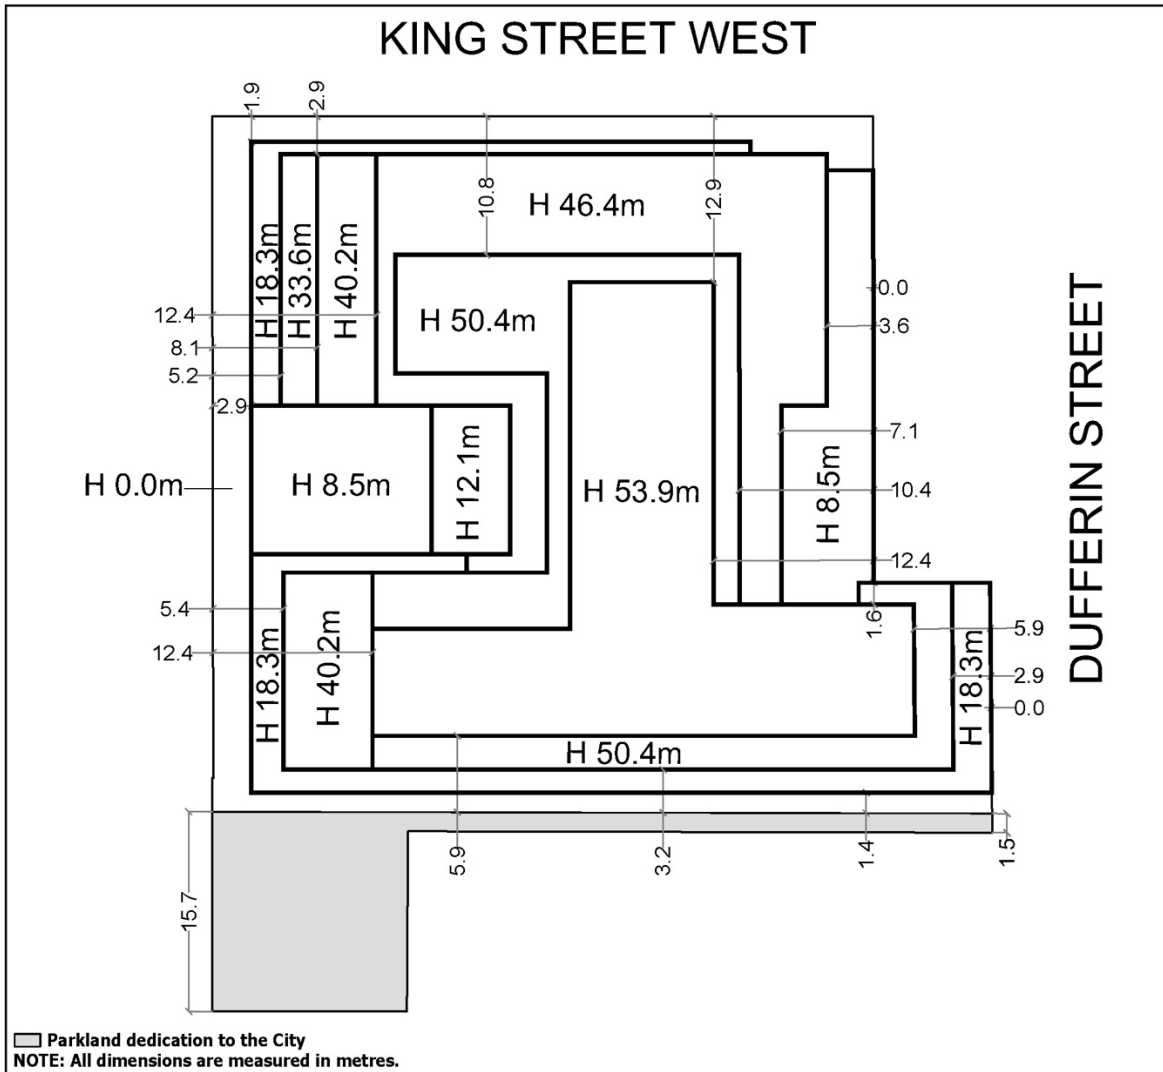 KING STREET WEST
1.9
2.9
10.8
12.9
H 46.4m
H 18.3m
H 33.6m
H 40.2m
0.0
12.4
H 50.4m
3.6
8.1
5.2
2.9
7.1
DUFFERIN STREET
H 0.0m
H 8.5m
H 12.1m
H 53.9m
H 8.5m
10.4
12.4
5.4
1.6
5.9
12.4
H 18.3m
H 40.2m
H 18.3m
2.9
0.0
H 50.4m
5.9
3.2
1.4
1.5
15.7
Parkland dedication to the City
NOTE: All dimensions are measured in metres.